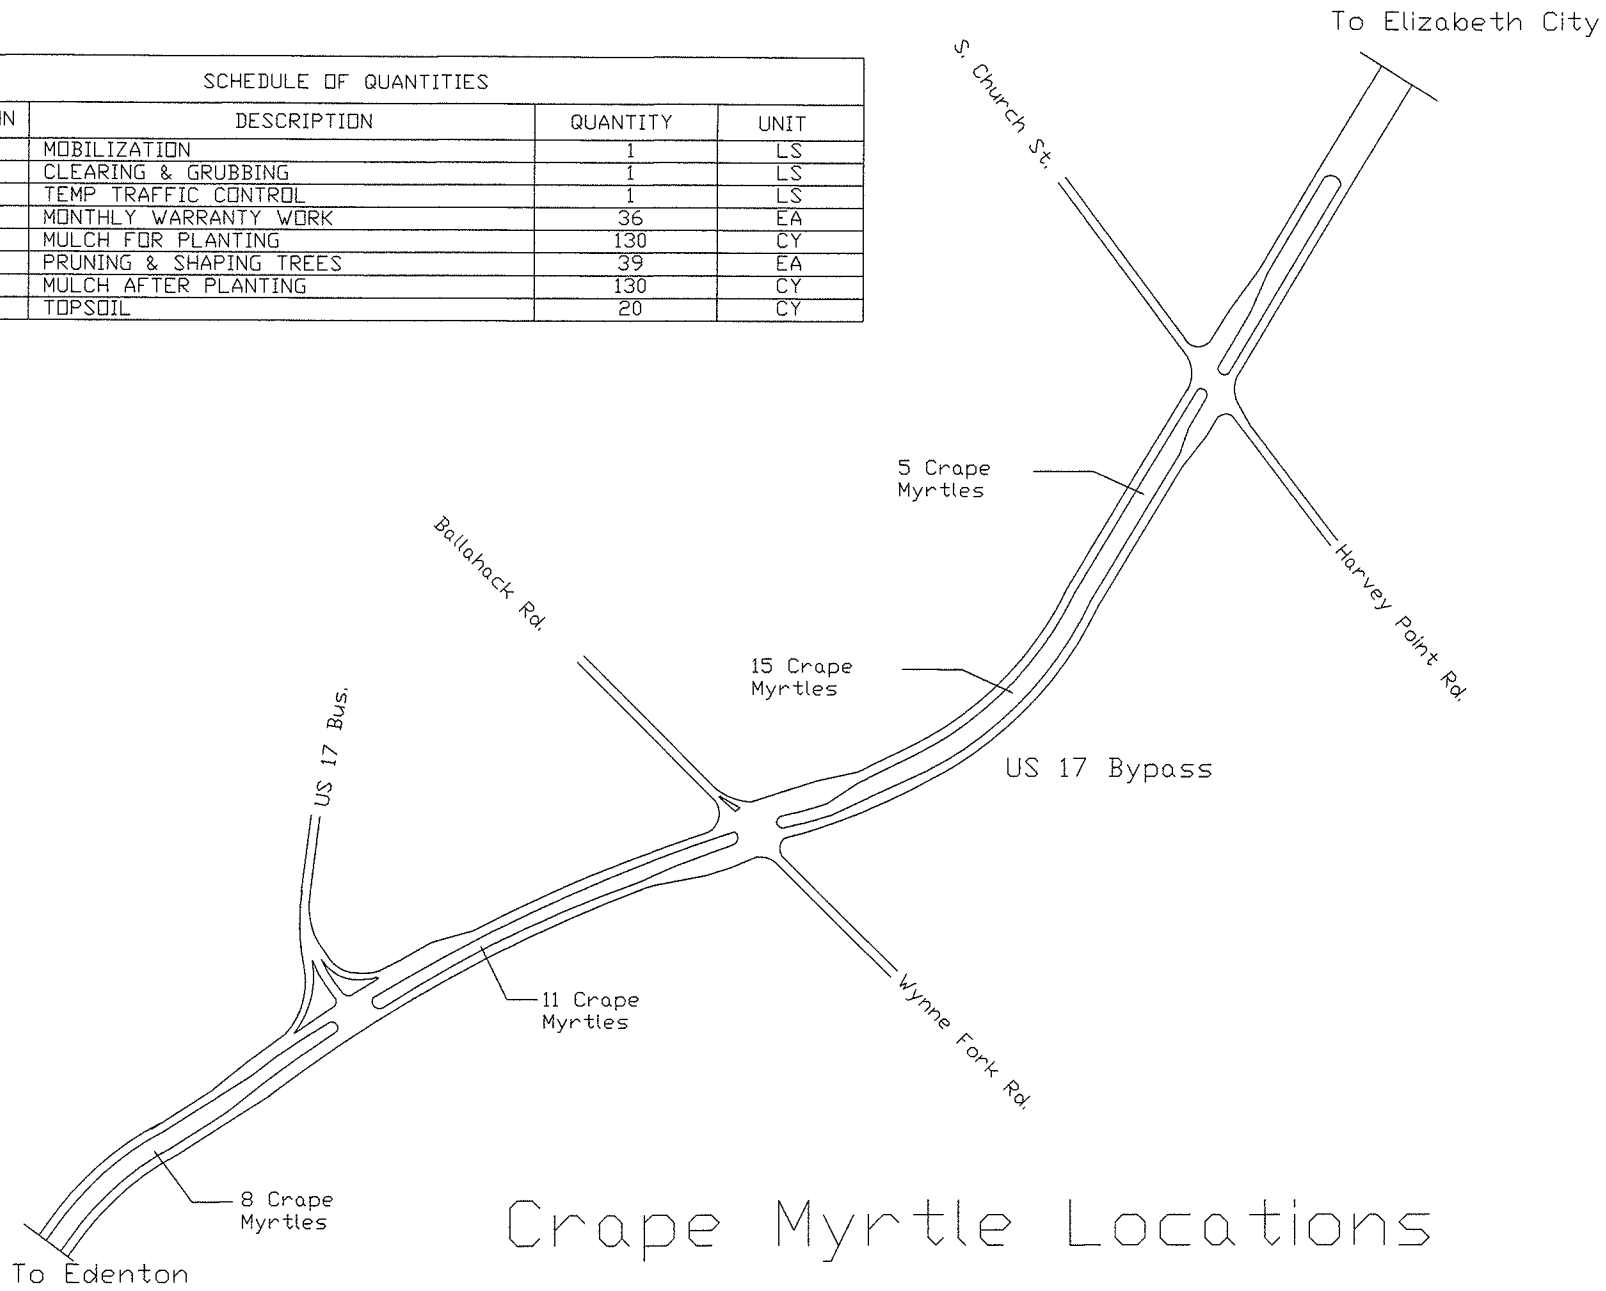 To Elizabeth City
SCHEDULE OF QUANTITIES
N DESCRIPTION QUANTITY UNIT
MOBILIZATION 1 LS
CLEARING & GRUBBING 1 LS
TEMP TRAFFIC CONTROL 1 LS
MONTHLY WARRANTY WORK 36 EA
MULCH FOR PLANTING 130 CY
PRUNING & SHAPING TREES 39 EA
MULCH AFTER PLANTING 130 CY
TOPSOIL 20 CY
S. Church St.
5 Crape
Myrtles
Ballahack Rd.
Harvey Point Rd.
15 Crape
Myrtles
US 17 Bus.
US 17 Bypass
11 Crape
Myrtles
Wynne Fork Rd.
8 Crape
Myrtles
Crape Myrtle Locations
To Edenton